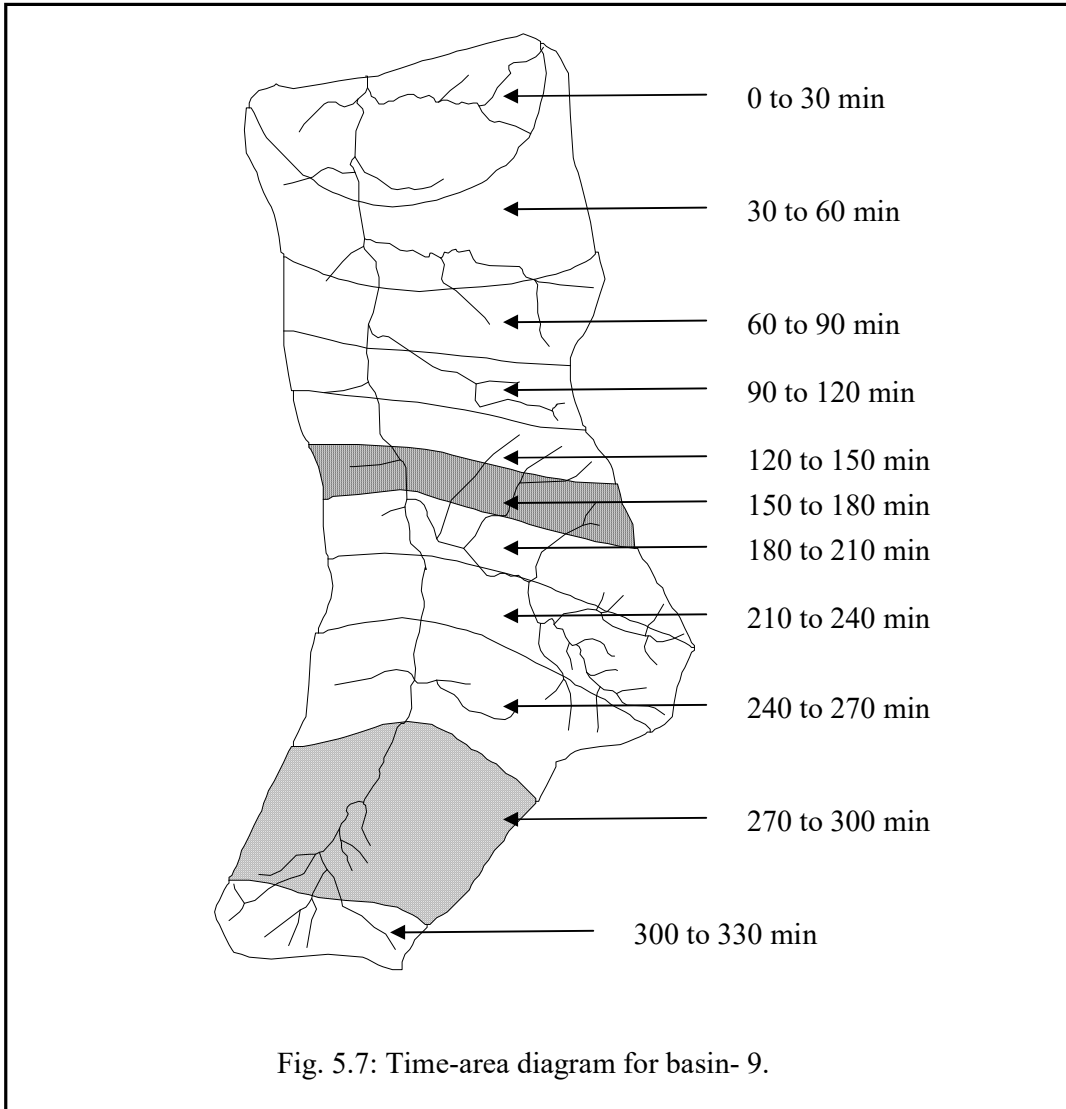 0 to 30 min
30 to 60 min
60 to 90 min
90 to 120 min
120 to 150 min
150 to 180 min
180 to 210 min
210 to 240 min
240 to 270 min
270 to 300 min
300 to 330 min
Fig. 5.7: Time-area diagram for basin- 9.